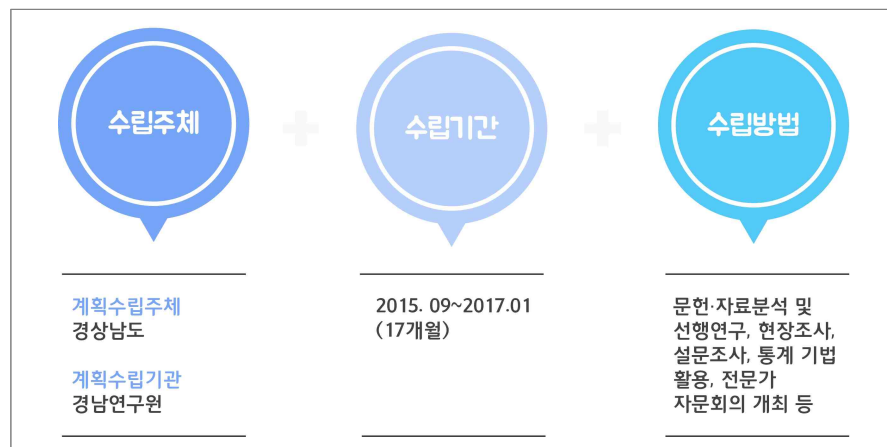 수립주체
수립기간
수립방법
계획수립주체
경상남도
계획수립기관
경남연구원
2015. 09~2017.01
(17개월)
문헌·자료분석 및
선행연구, 현장조사,
설문조사, 통계 기법
활용, 전문가
자문회의 개최 등